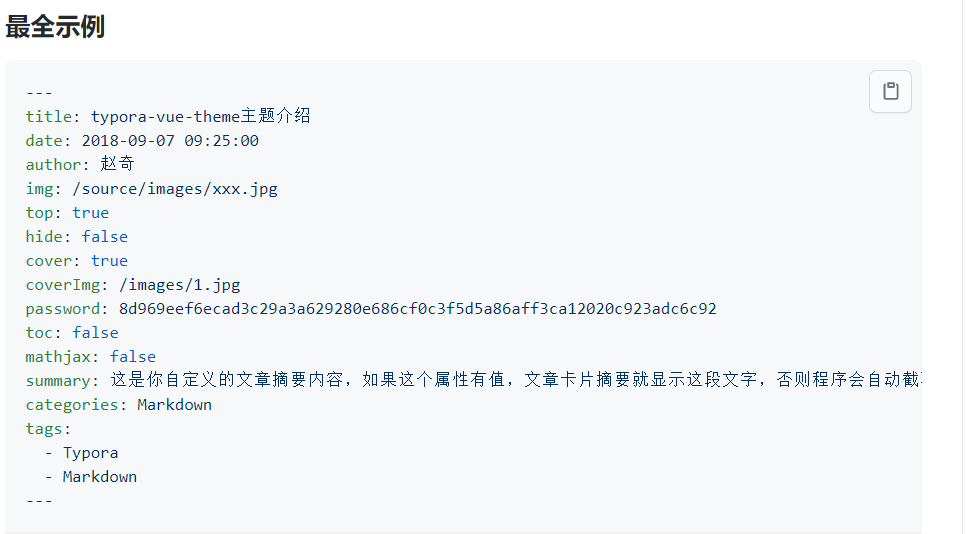 最全示例
---
title: typora-vue-theme主题介绍
date: 2018-09-07 09:25:00
author: 赵奇
img: /source/images/xxx.jpg
top: true
hide: false
cover: true
coverImg: /images/1.jpg
password: 8d969eef6ecad3c29a3a629280e686cf0c3f5d5a86aff3ca12020c923adc6c92
toc: false
mathjax: false
summary: 这是你自定义的文章摘要内容，如果这个属性有值，文章卡片摘要就显示这段文字，否则程序会自动截
categories: Markdown
tags:
  - Typora
  - Markdown
---